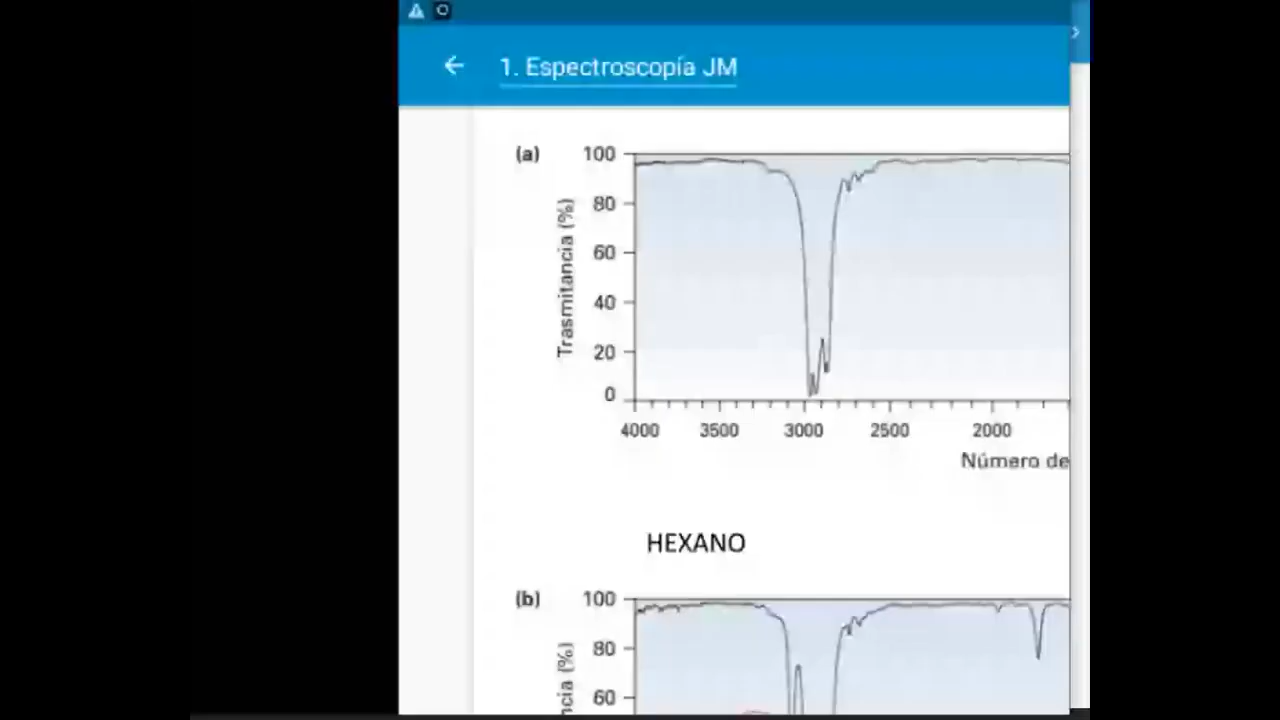 1. Espectroscopía JM
(a)
100
80
60
40
20
0
Trasmitancia (%)
4000 3500 3000 2500 2000
Número de
HEXANO
(b)
100
80
60
ncia (%)